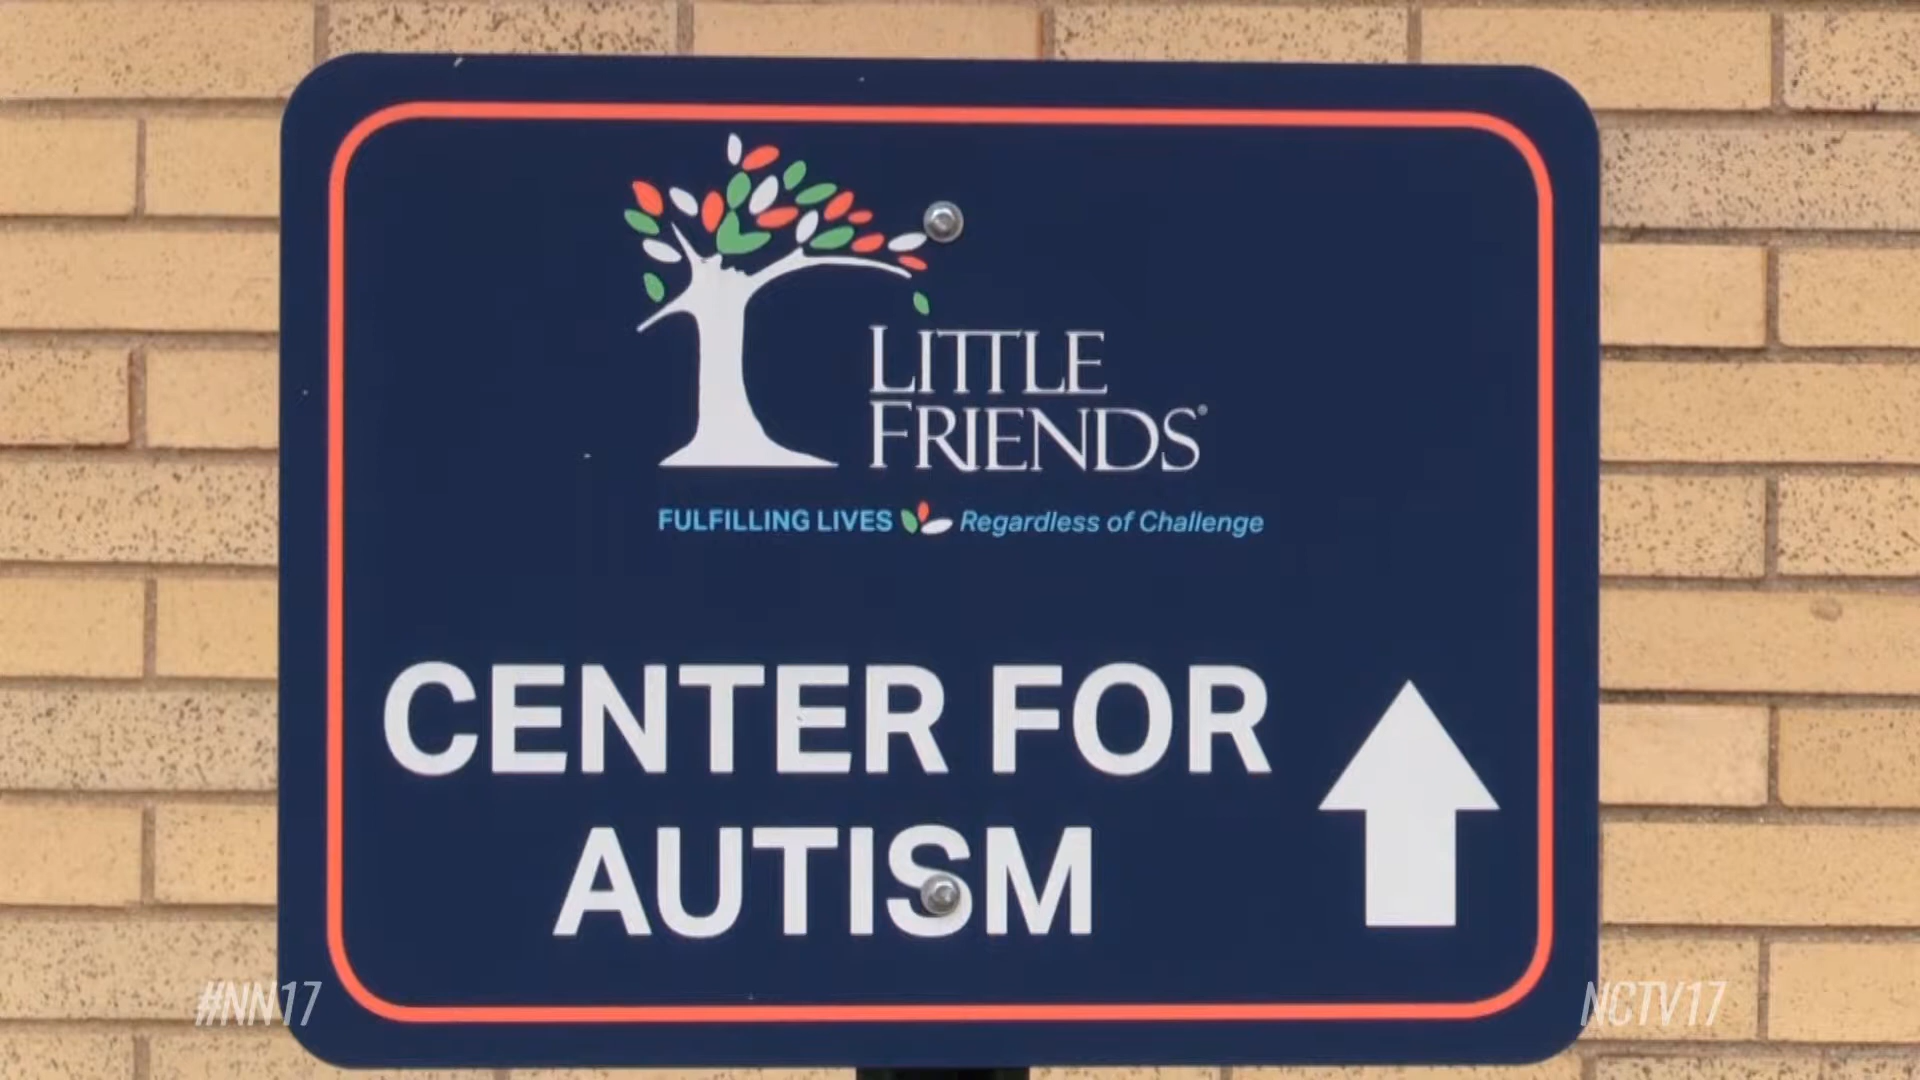 LITTLE
FRIENDS®
FULFILLING LIVES Regardless of Challenge
CENTER FOR
AUTISM
#NN17
NCTV17